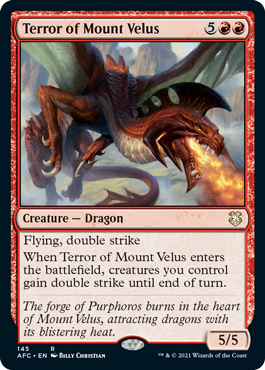 Terror of Mount Velus 5
Creature — Dragon
Flying, double strike
When Terror of Mount Velus enters
the battlefield, creatures you control
gain double strike until end of turn.
The forge of Purphoros burns in the heart
of Mount Velus, attracting dragons with
its blistering heat.
5/5
145 R
AFC • EN Billy Christian ™ & © 2021 Wizards of the Coast